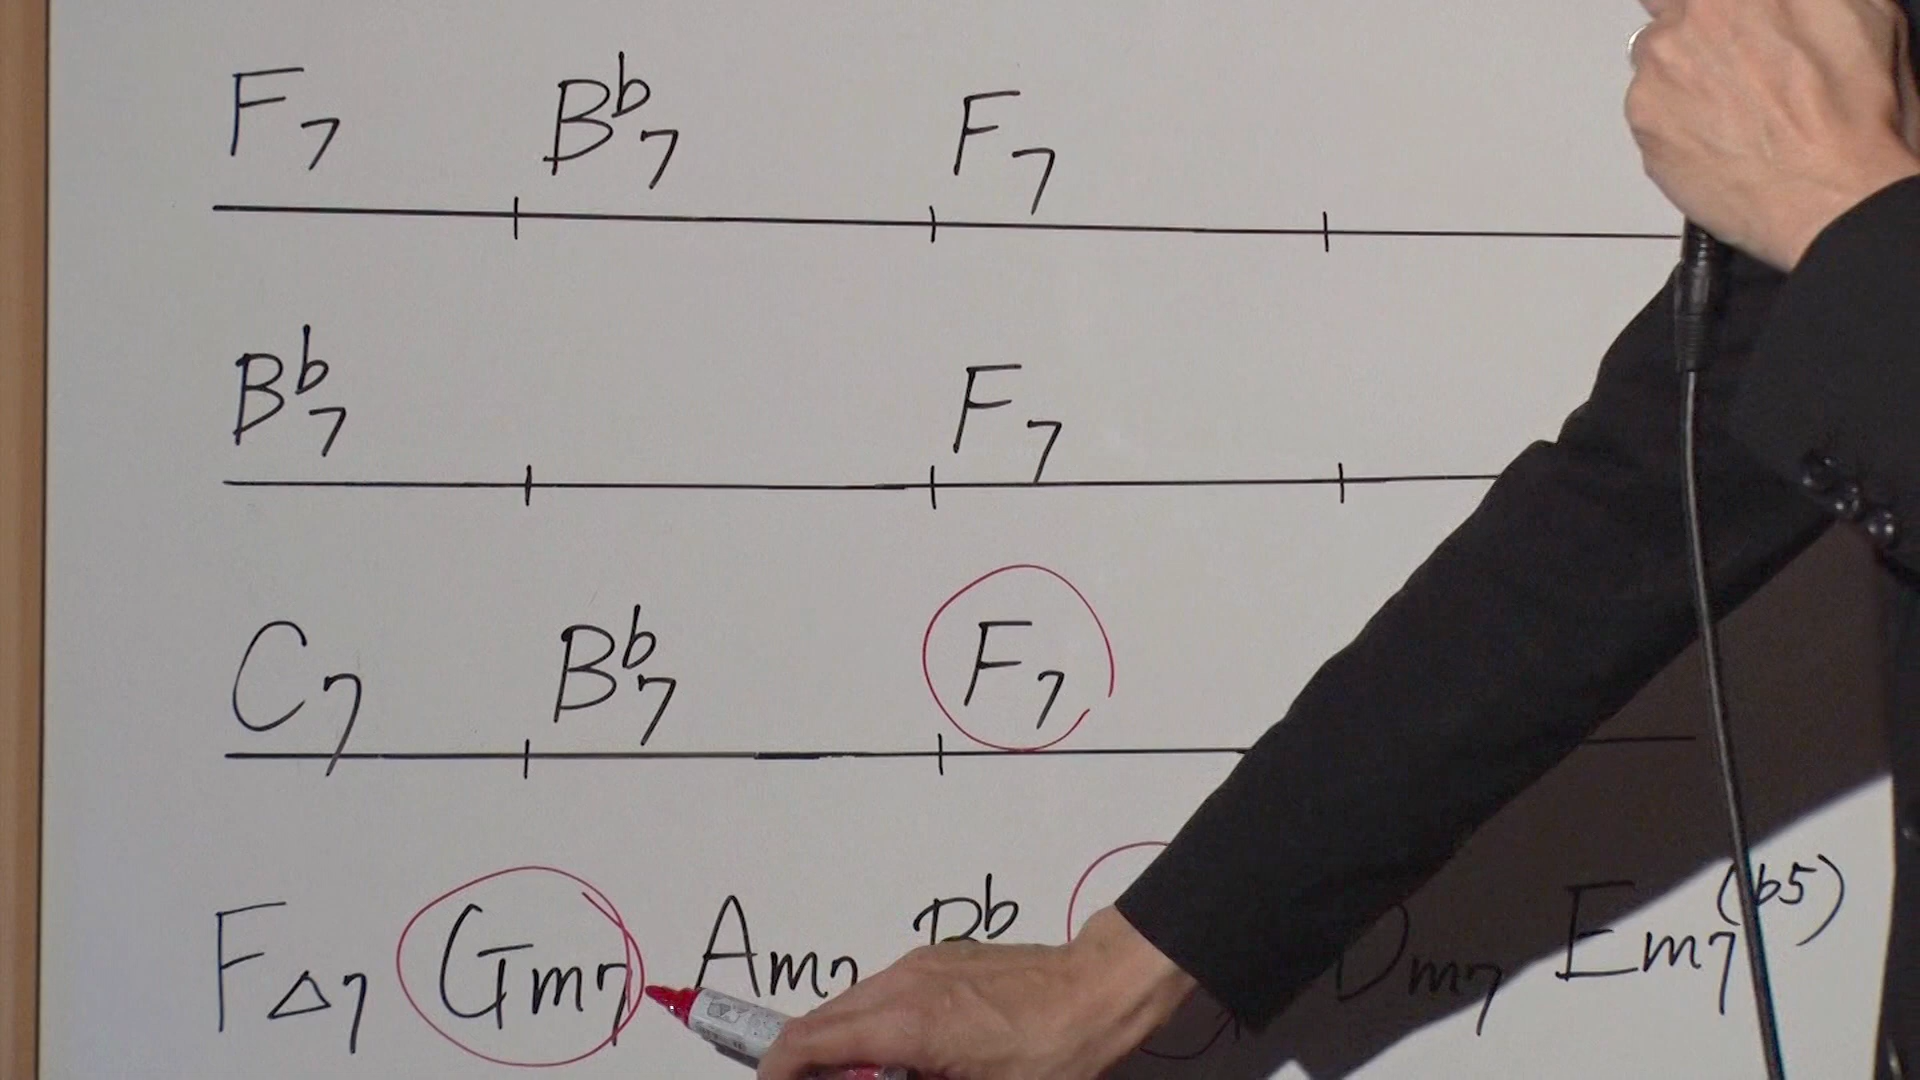 F7 B♭7 F7
B♭7 F7
C7 B♭7 F7
F△7 Gm7 Am7 B♭ Dm7 Em7(♭5)